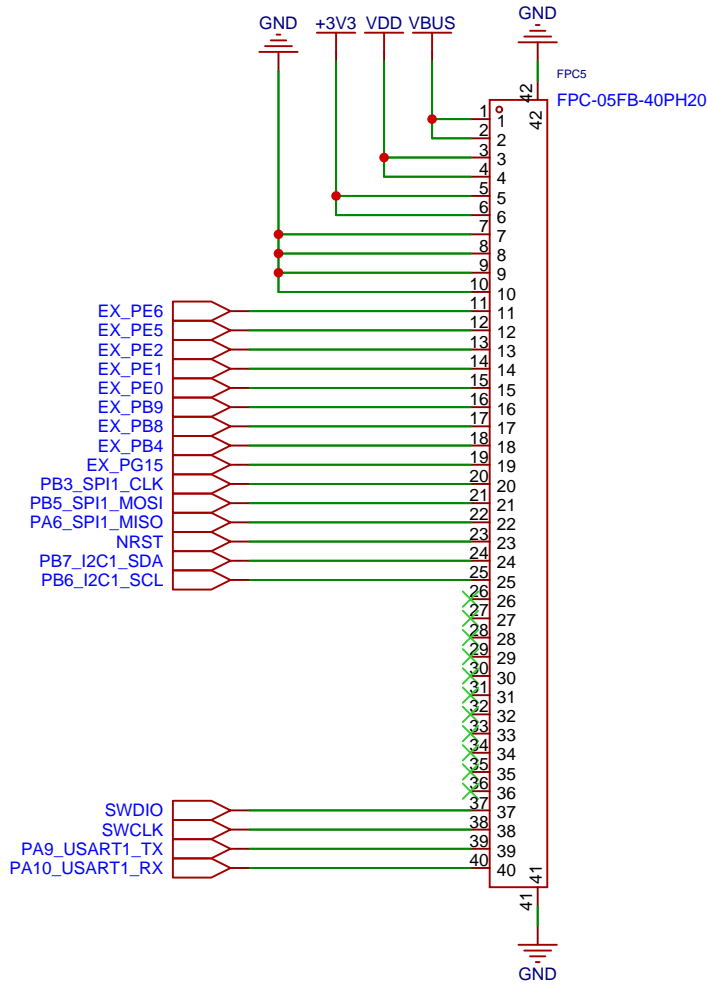 GND +3V3 VDD VBUS GND
FPC5
FPC-05FB-40PH20
42 42
1 1
2 2
3 3
4 4
5 5
6 6
7 7
8 8
9 9
10 10
EX_PE6 11 11
EX_PE5 12 12
EX_PE2 13 13
EX_PE1 14 14
EX_PE0 15 15
EX_PB9 16 16
EX_PB8 17 17
EX_PB4 18 18
EX_PG15 19 19
PB3_SPI1_CLK 20 20
PB5_SPI1_MOSI 21 21
PA6_SPI1_MISO 22 22
NRST 23 23
PB7_I2C1_SDA 24 24
PB6_I2C1_SCL 25 25
26 26
27 27
28 28
29 29
30 30
31 31
32 32
33 33
34 34
35 35
36 36
SWDIO 37 37
SWCLK 38 38
PA9_USART1_TX 39 39
PA10_USART1_RX 40 40
41 41
GND